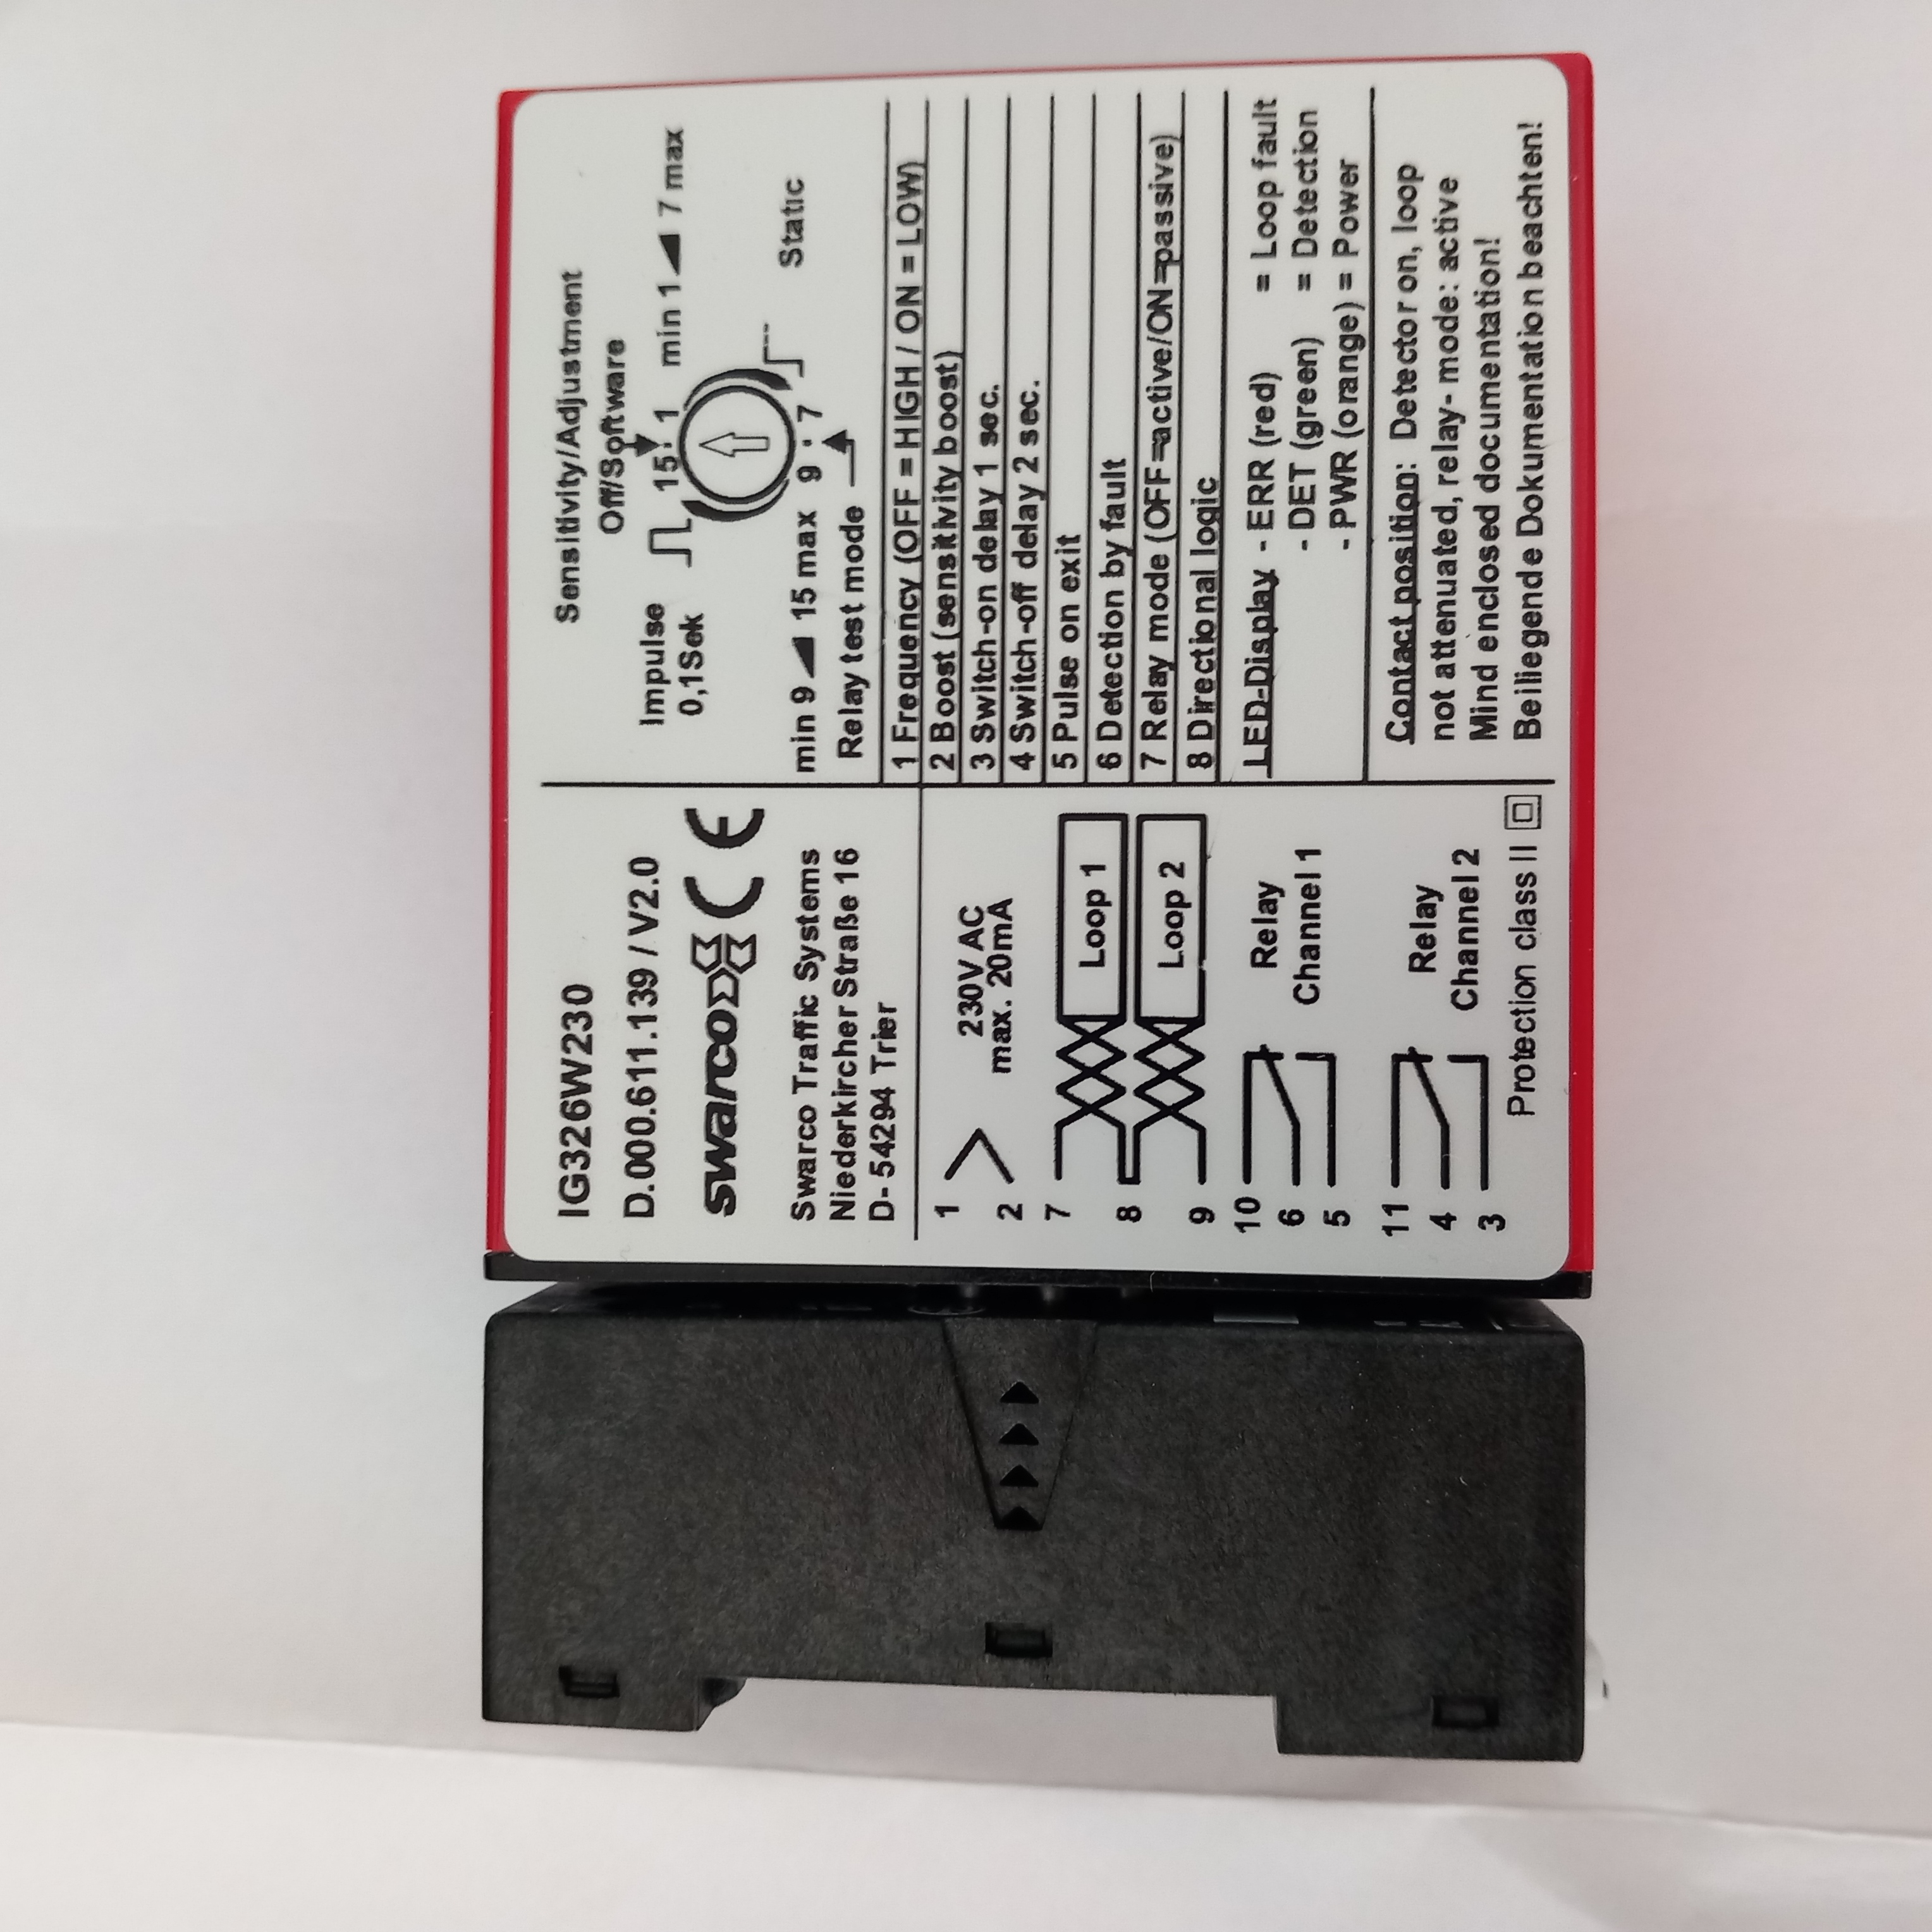 IG326W230
D.000.611.139 / V2.0
swarco CE
Swarco Traffic Systems
Niederkircher Straße 16
D- 54294 Trier
1
230V AC
2
max. 20mA
7
Loop 1
8
Loop 2
9
10
Relay
6
Channel 1
5
11
Relay
4
Channel 2
3
Protection class II
Sensitivity/Adjustment
Off/Software
Impulse 15 1 min 1 7 max
0,1Sek
Static
min 9 15 max 9 7
Relay test mode
1 Frequency (OFF = HIGH / ON = LOW)
2 Boost (sensitivity boost)
3 Switch-on delay 1 sec.
4 Switch-off delay 2 sec.
5 Pulse on exit
6 Detection by fault
7 Relay mode (OFF=active/ON=passive)
8 Directional logic
LED-Display - ERR (red) = Loop fault
- DET (green) = Detection
- PWR (orange) = Power
Contact position: Detector on, loop
not attenuated, relay- mode: active
Mind enclosed documentation!
Beiliegende Dokumentation beachten!